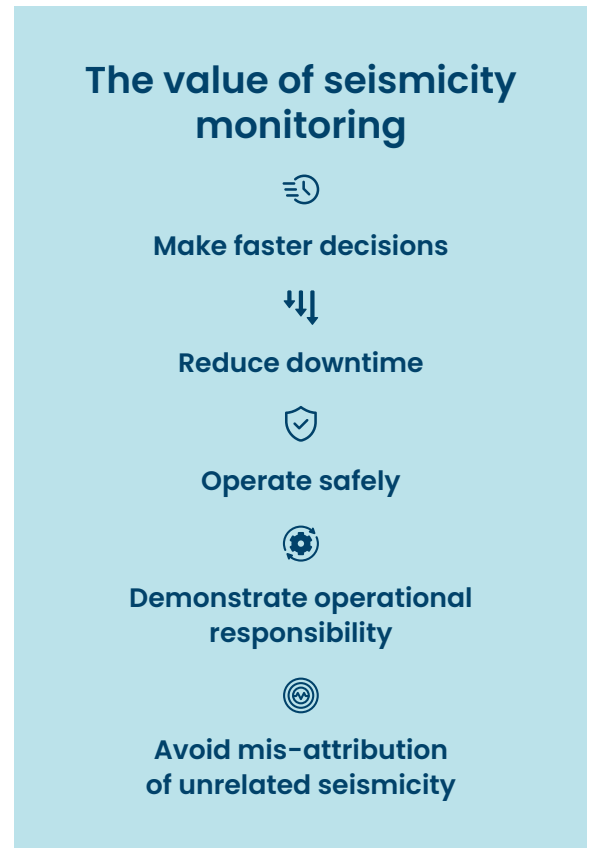 The value of seismicity
monitoring
Make faster decisions
Reduce downtime
Operate safely
Demonstrate operational
responsibility
Avoid mis-attribution
of unrelated seismicity